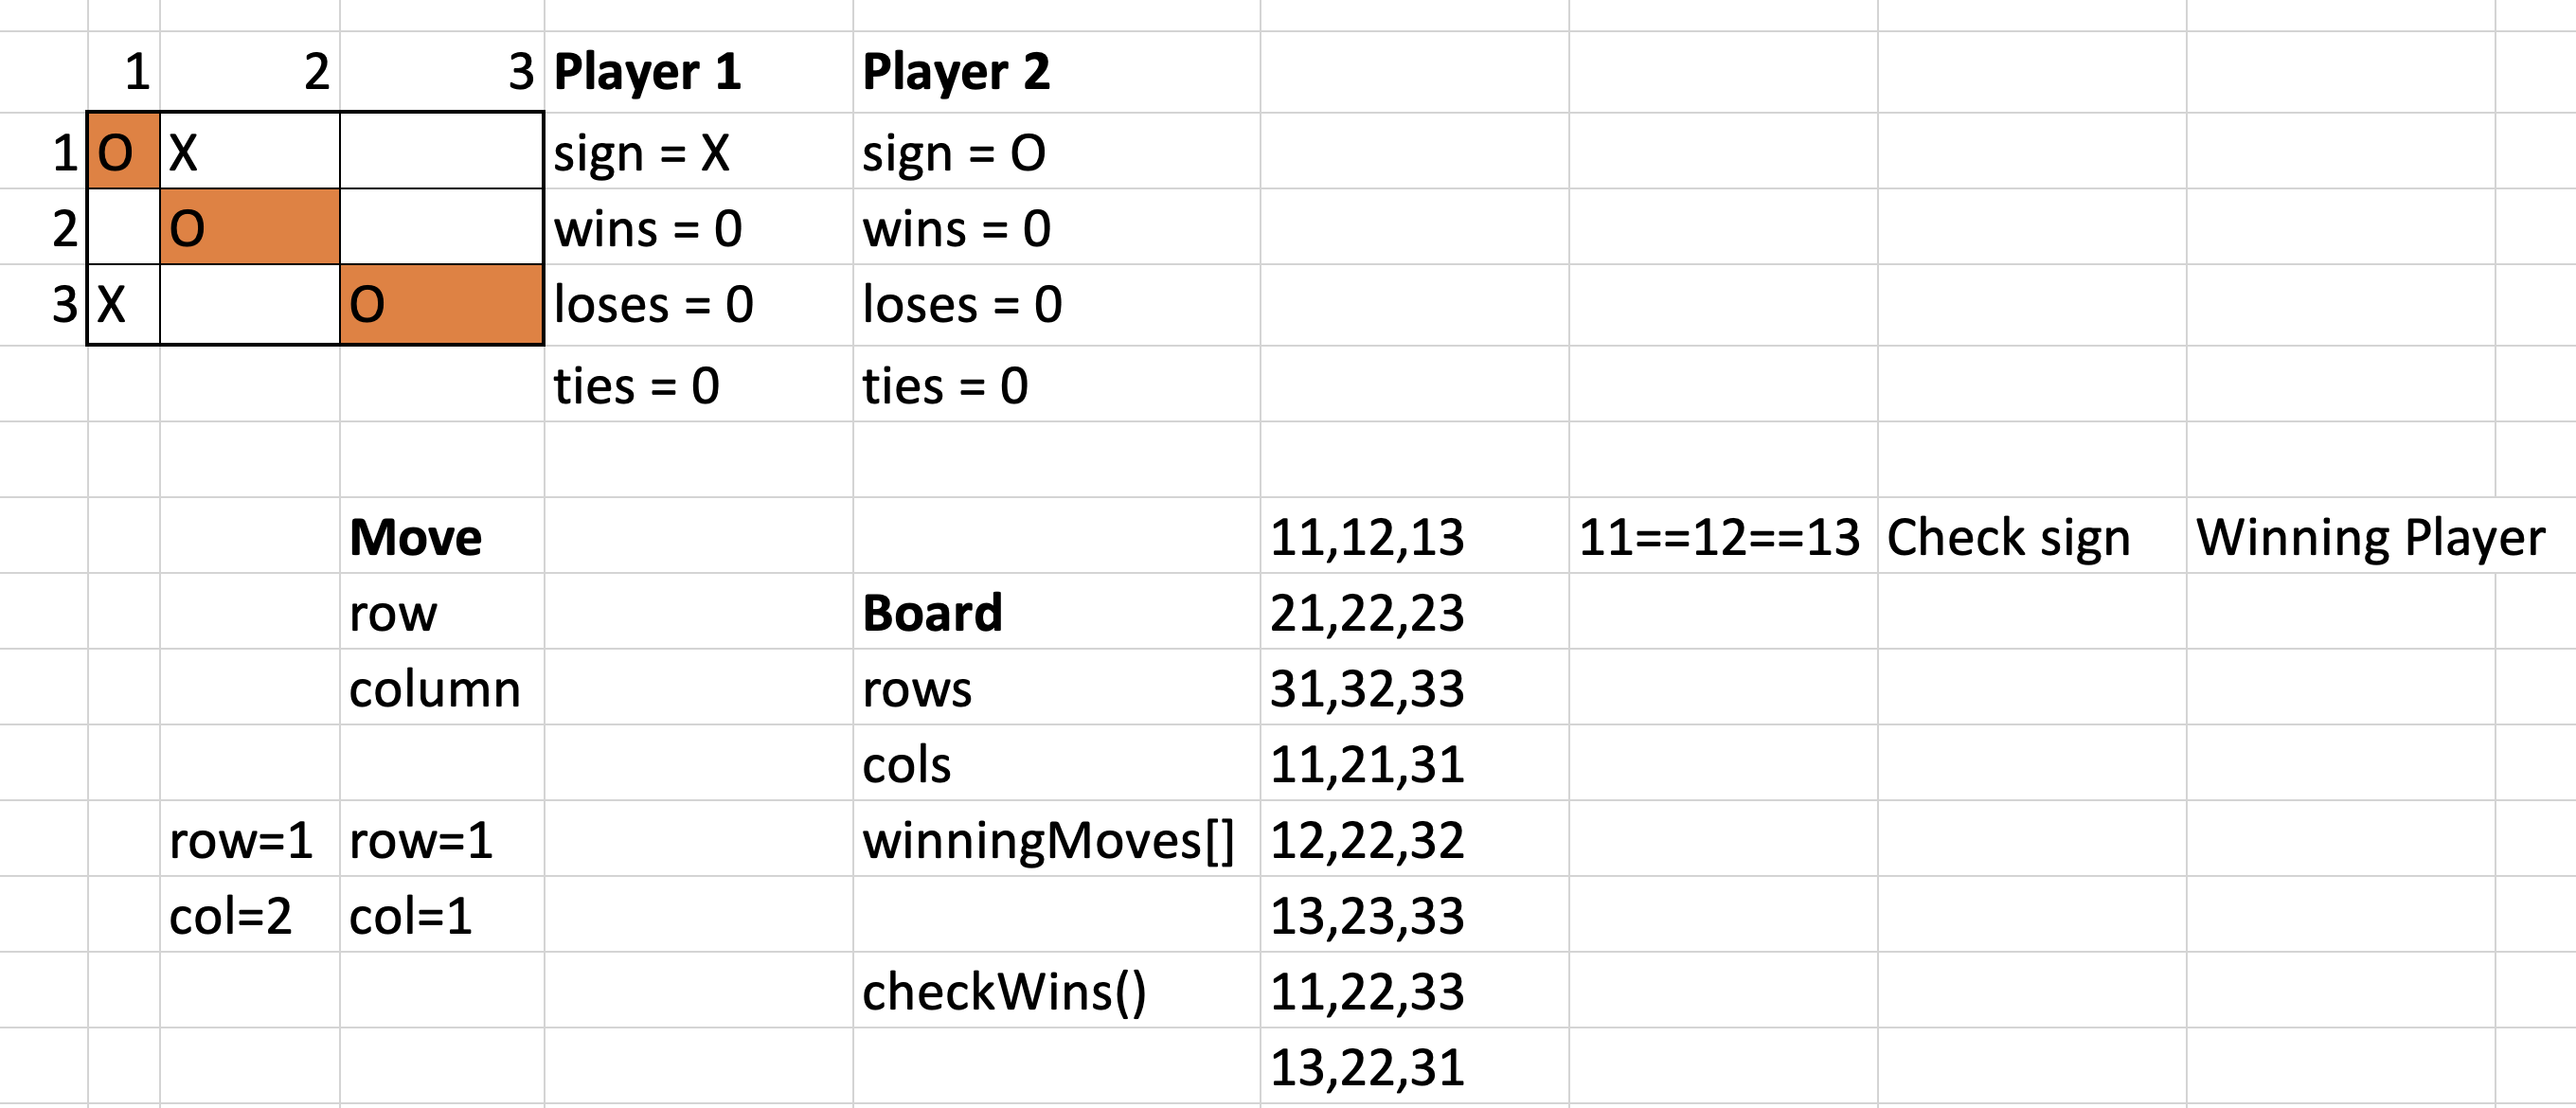 1 2 3 Player 1 Player 2
1 O X sign = X sign = O
2 O wins = 0 wins = 0
3 X O loses = 0 loses = 0
ties = 0 ties = 0
Move 11,12,13 11==12==13 Check sign Winning Player
row Board 21,22,23
column rows 31,32,33
cols 11,21,31
row=1 row=1 winningMoves[] 12,22,32
col=2 col=1 13,23,33
checkWins() 11,22,33
13,22,31